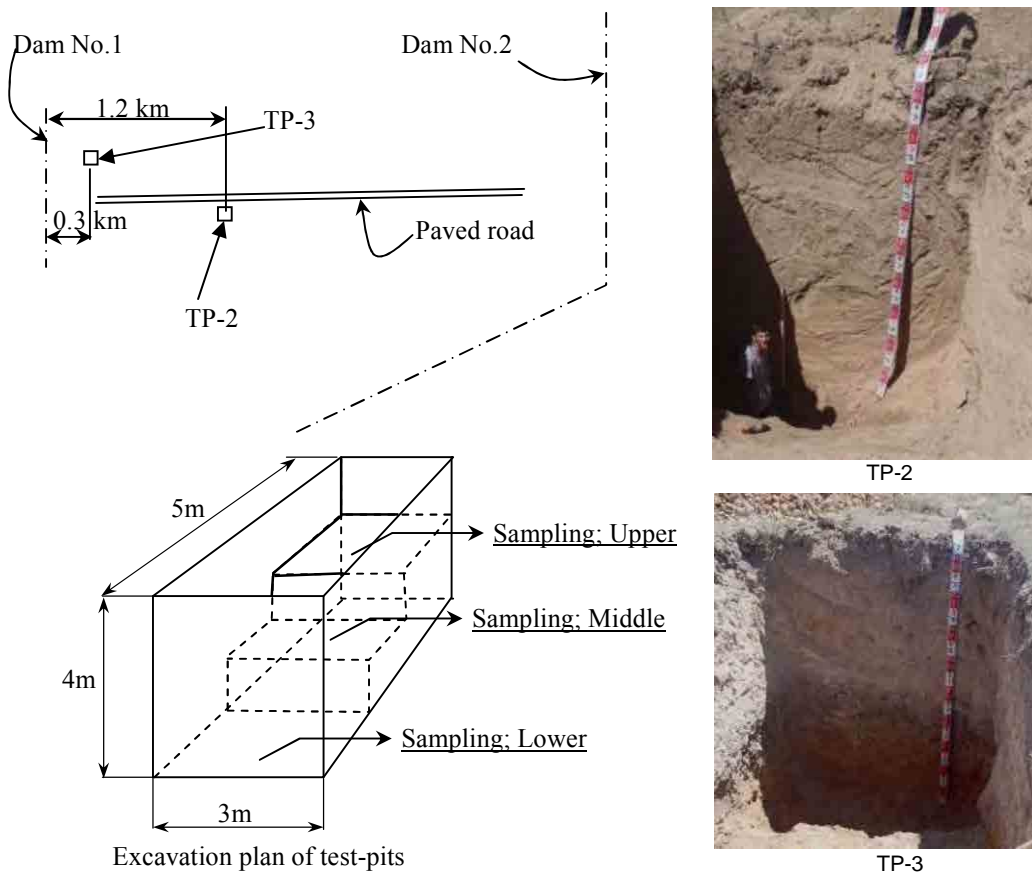 Dam No.1
Dam No.2
1.2 km
TP-3
0.3 km
Paved road
TP-2
TP-2
5m
Sampling; Upper
Sampling; Middle
4m
Sampling; Lower
3m
Excavation plan of test-pits
TP-3